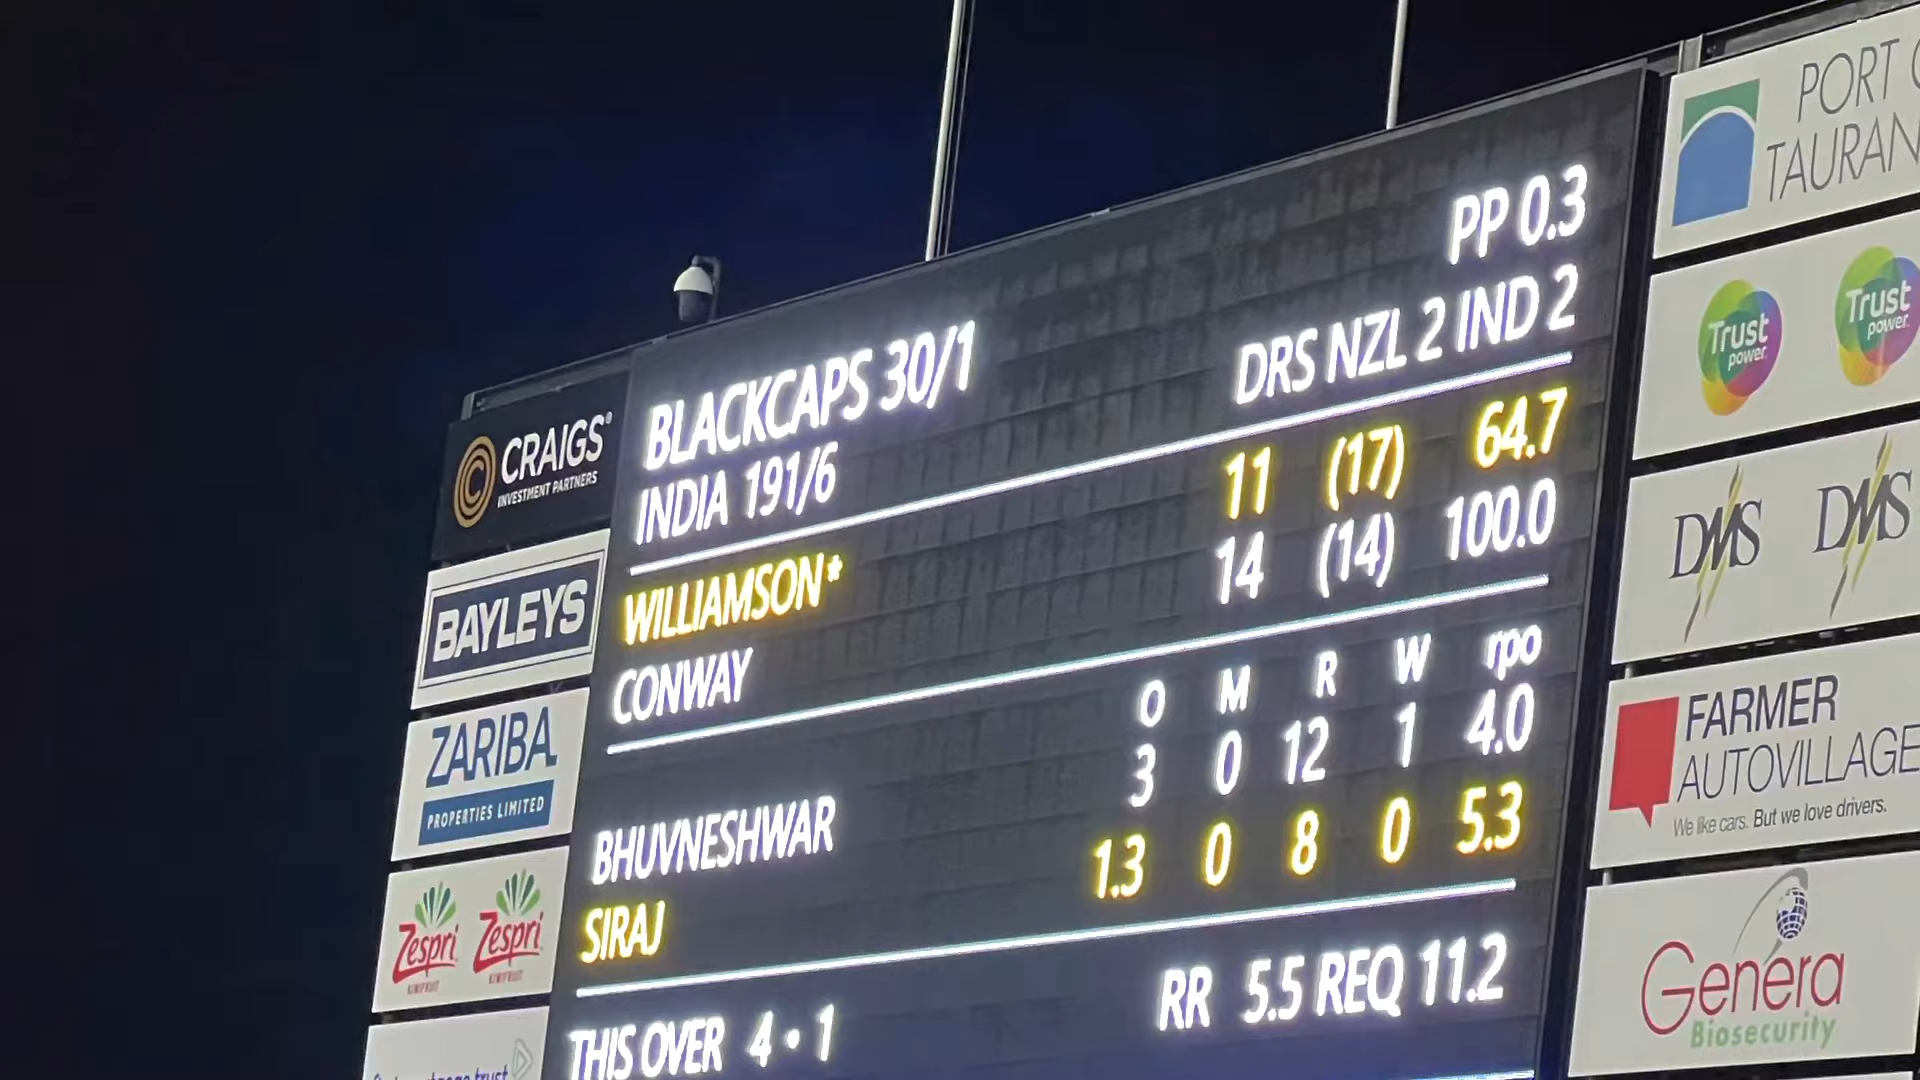 PP 0.3
BLACKCAPS 30/1 DRS NZL 2 IND 2
INDIA 191/6
WILLIAMSON* 11 (17) 64.7
CONWAY 14 (14) 100.0
O M R W rpo
BHUVNESHWAR 3 0 12 1 4.0
SIRAJ 1.3 0 8 0 5.3
RR 5.5 REQ 11.2
THIS OVER 4 • 1
CRAIGS®
INVESTMENT PARTNERS
BAYLEYS
ZARIBA
PROPERTIES LIMITED
Zespri Zespri
KIWIFRUIT KIWIFRUIT
trust
PORT
TAURAN
Trust power. Trust power.
DMS DMS
FARMER
AUTOVILLAGE
We like cars. But we love drivers.
Genera
Biosecurity